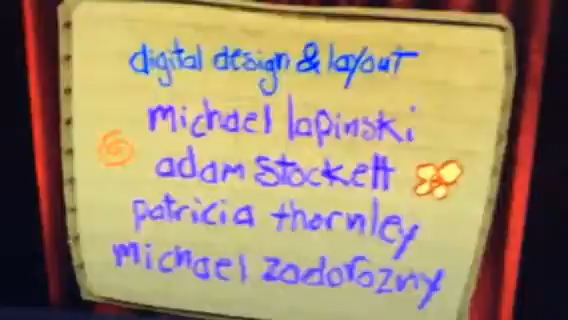 digital design & layout
michael lapinski
adam stockett
patricia thornley
michael zadorozny